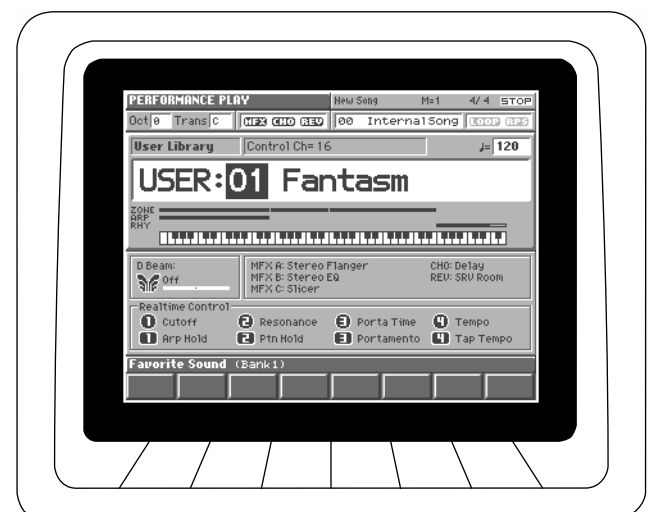 PERFORMANCE PLAY New Song M=1 4/4 STOP
Oct 0 Trans C MFX CHO REV 00 InternalSong LOOP RPS
User Library Control Ch= 16 ♩= 120
USER:01 Fantasm
ZONE
ARP
RHY
D Beam: MFX A: Stereo Flanger CHO: Delay
Off MFX B: Stereo EQ REV: SRV Room
MFX C: Slicer
Realtime Control
1 Cutoff 2 Resonance 3 Porta Time 4 Tempo
1 Arp Hold 2 Ptn Hold 3 Portamento 4 Tap Tempo
Favorite Sound (Bank1)